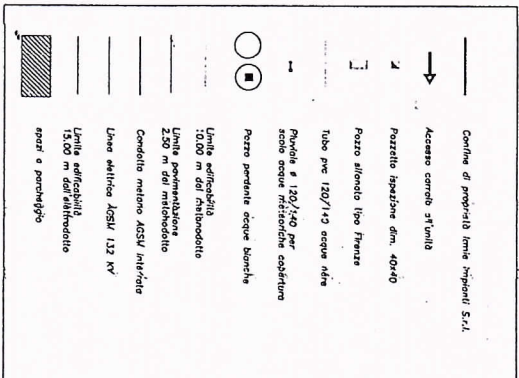 Confine di proprietà Lamie Impianti S.r.l.
Accesso carraio all'unità
Pozzetto ispezione dim. 40x40
Pozzo sifonato tipo Firenze
Tubo pvc 120/140 acque nere
Pluviale ø 120/140 per
scolo acque meteoriche copertura
Pozzo perdente acque bianche
Limite edificabilità
10.00 m dal metanodotto
Limite pavimentazione
2.50 m dal metanodotto
Condotta metano AGSM interrata
Linea elettrica AGSM 132 KV
Limite edificabilità
15.00 m dall'elettrodotto
spazi a parcheggio